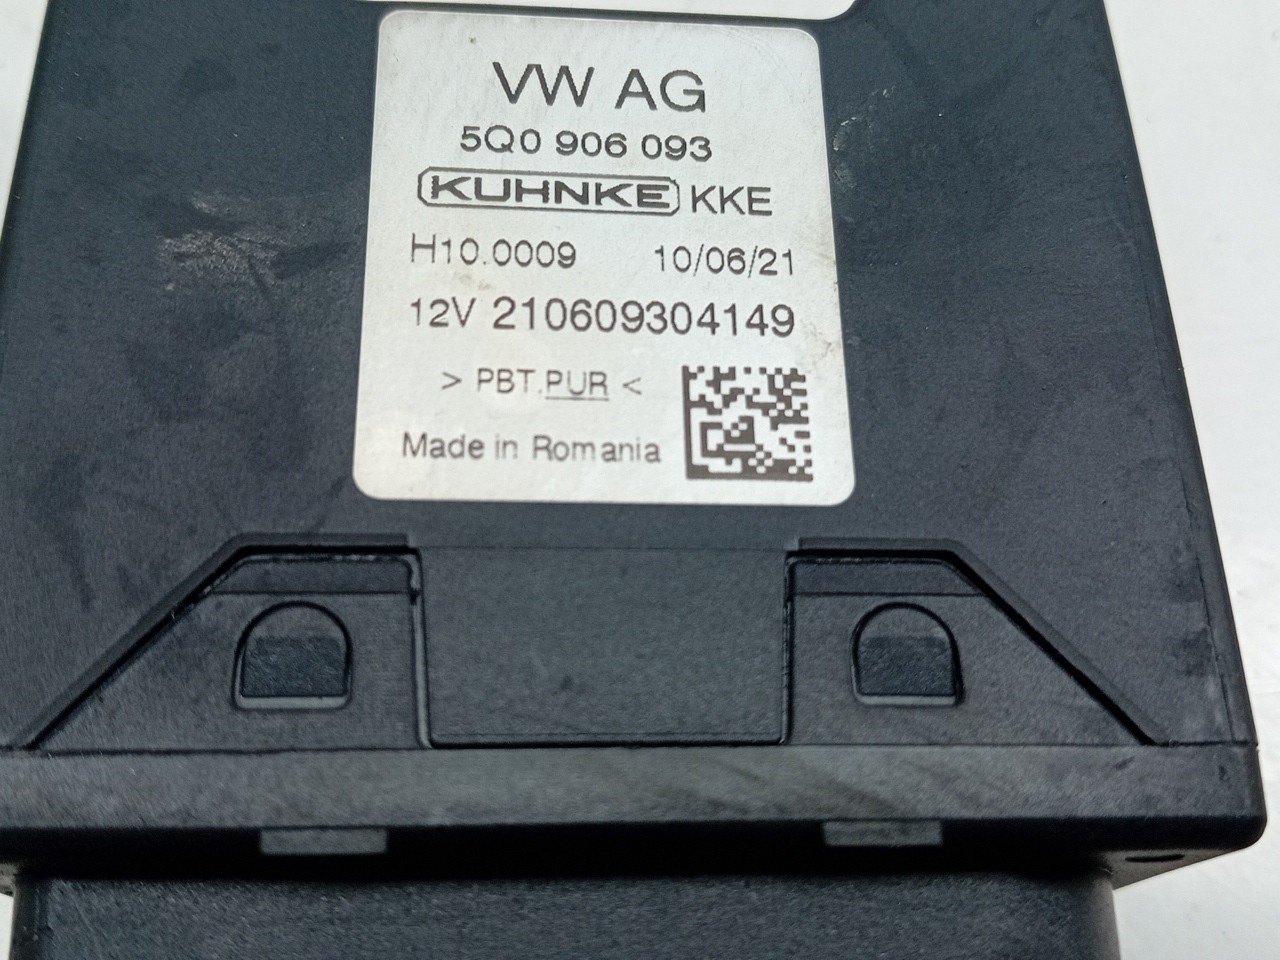 VW AG
5Q0 906 093
KUHNKE KKE
H10.0009 10/06/21
12V 210609304149
> PBT.PUR <
Made in Romania